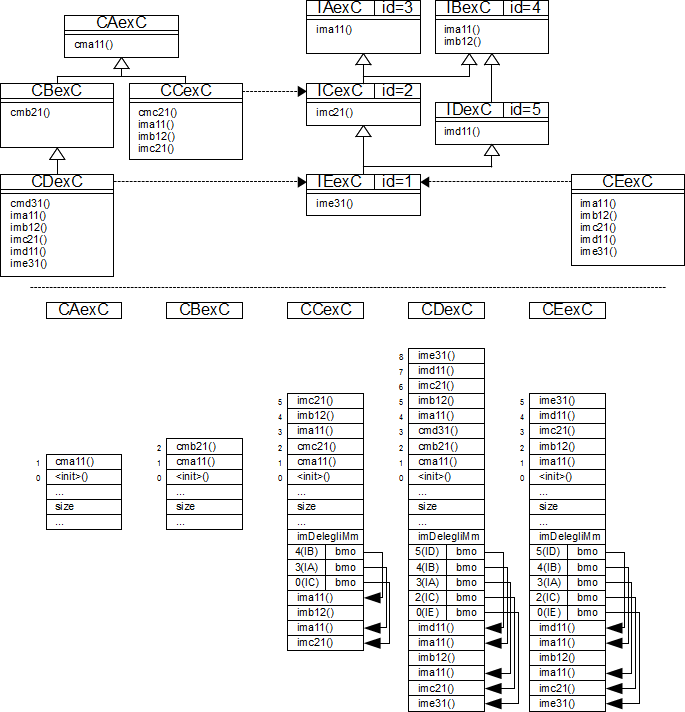 CAexC
cma11()
IAexC id=3
ima11()
IBexC id=4
ima11()
imb12()
CBexC
cmb21()
CCexC
cmc21()
ima11()
imb12()
imc21()
ICexC id=2
imc21()
IDexC id=5
imd11()
CDexC
cmd31()
ima11()
imb12()
imc21()
imd11()
ime31()
IEexC id=1
ime31()
CEexC
ima11()
imb12()
imc21()
imd11()
ime31()
CAexC
1 cma11()
0 <init>()
...
size
...
CBexC
2 cmb21()
1 cma11()
0 <init>()
...
size
...
CCexC
5 imc21()
4 imb12()
3 ima11()
2 cmc21()
1 cma11()
0 <init>()
...
size
...
imDelegliMm
4(IB) bmo
3(IA) bmo
0(IC) bmo
ima11()
imb12()
ima11()
imc21()
CDexC
8 ime31()
7 imd11()
6 imc21()
5 imb12()
4 ima11()
3 cmd31()
2 cmb21()
1 cma11()
0 <init>()
...
size
...
imDelegliMm
5(ID) bmo
4(IB) bmo
3(IA) bmo
2(IC) bmo
0(IE) bmo
imd11()
ima11()
imb12()
ima11()
imc21()
ime31()
CEexC
5 ime31()
4 imd11()
3 imc21()
2 imb12()
1 ima11()
0 <init>()
...
size
...
imDelegliMm
5(ID) bmo
4(IB) bmo
3(IA) bmo
2(IC) bmo
0(IE) bmo
imd11()
ima11()
imb12()
ima11()
imc21()
ime31()